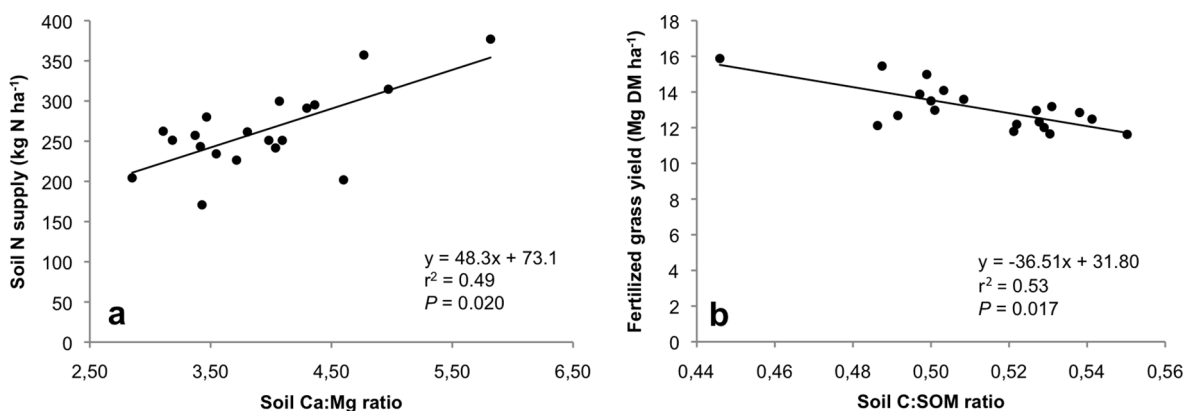 400
350
300
250
200
150
100
50
0
Soil N supply (kg N ha⁻¹)
y = 48.3x + 73.1
r² = 0.49
P = 0.020
a
2,50 3,50 4,50 5,50 6,50
Soil Ca:Mg ratio
18
16
14
12
10
8
6
4
2
0
Fertilized grass yield (Mg DM ha⁻¹)
y = -36.51x + 31.80
r² = 0.53
P = 0.017
b
0,44 0,46 0,48 0,50 0,52 0,54 0,56
Soil C:SOM ratio